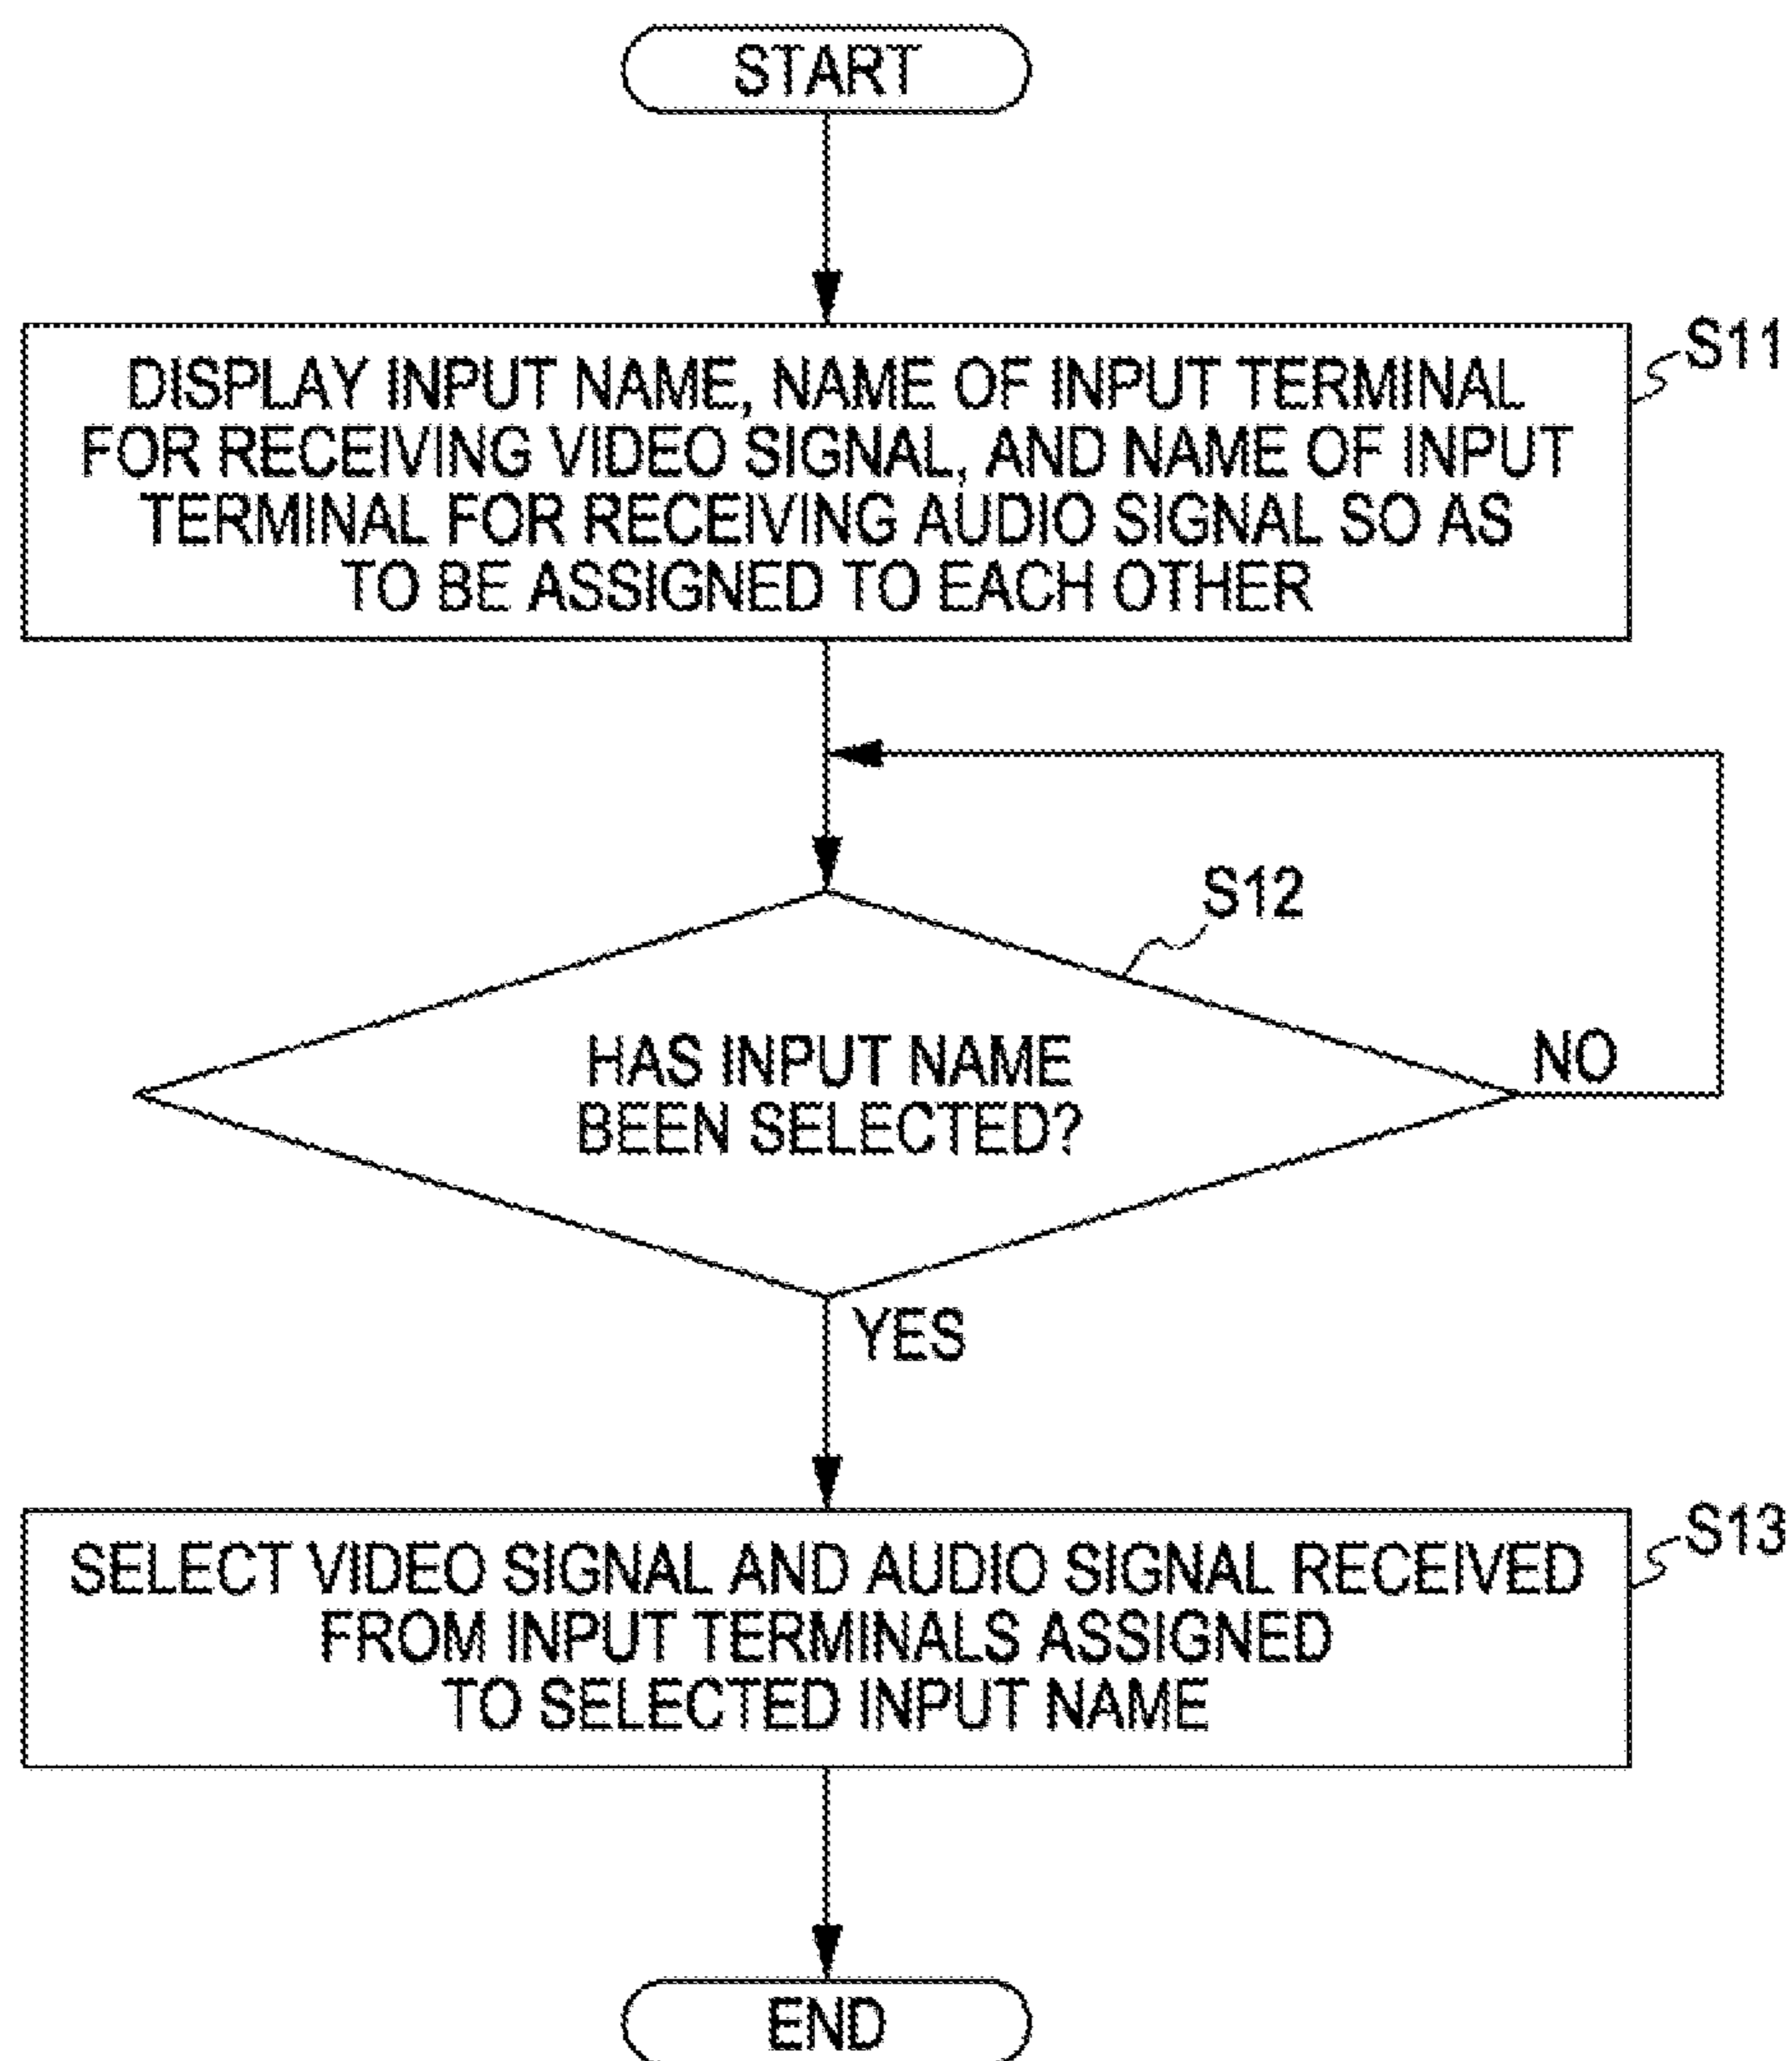 START
S11
DISPLAY INPUT NAME, NAME OF INPUT TERMINAL
FOR RECEIVING VIDEO SIGNAL, AND NAME OF INPUT
TERMINAL FOR RECEIVING AUDIO SIGNAL SO AS
TO BE ASSIGNED TO EACH OTHER
S12
HAS INPUT NAME
BEEN SELECTED?
NO
YES
S13
SELECT VIDEO SIGNAL AND AUDIO SIGNAL RECEIVED
FROM INPUT TERMINALS ASSIGNED
TO SELECTED INPUT NAME
END